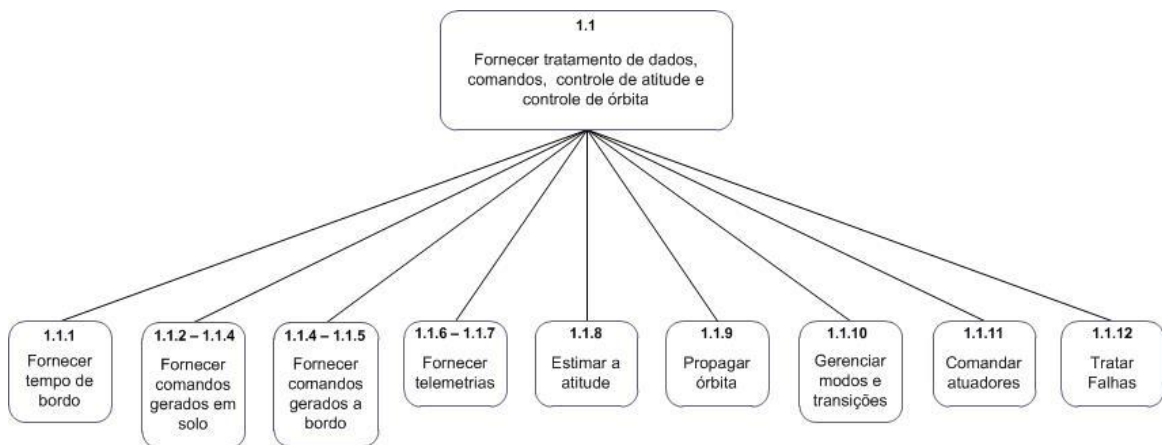 1.1
Fornecer tratamento de dados,
comandos, controle de atitude e
controle de órbita
1.1.1
Fornecer
tempo de
bordo
1.1.2 – 1.1.4
Fornecer
comandos
gerados em
solo
1.1.4 – 1.1.5
Fornecer
comandos
gerados a
bordo
1.1.6 – 1.1.7
Fornecer
telemetrias
1.1.8
Estimar a
atitude
1.1.9
Propagar
órbita
1.1.10
Gerenciar
modos e
transições
1.1.11
Comandar
atuadores
1.1.12
Tratar
Falhas